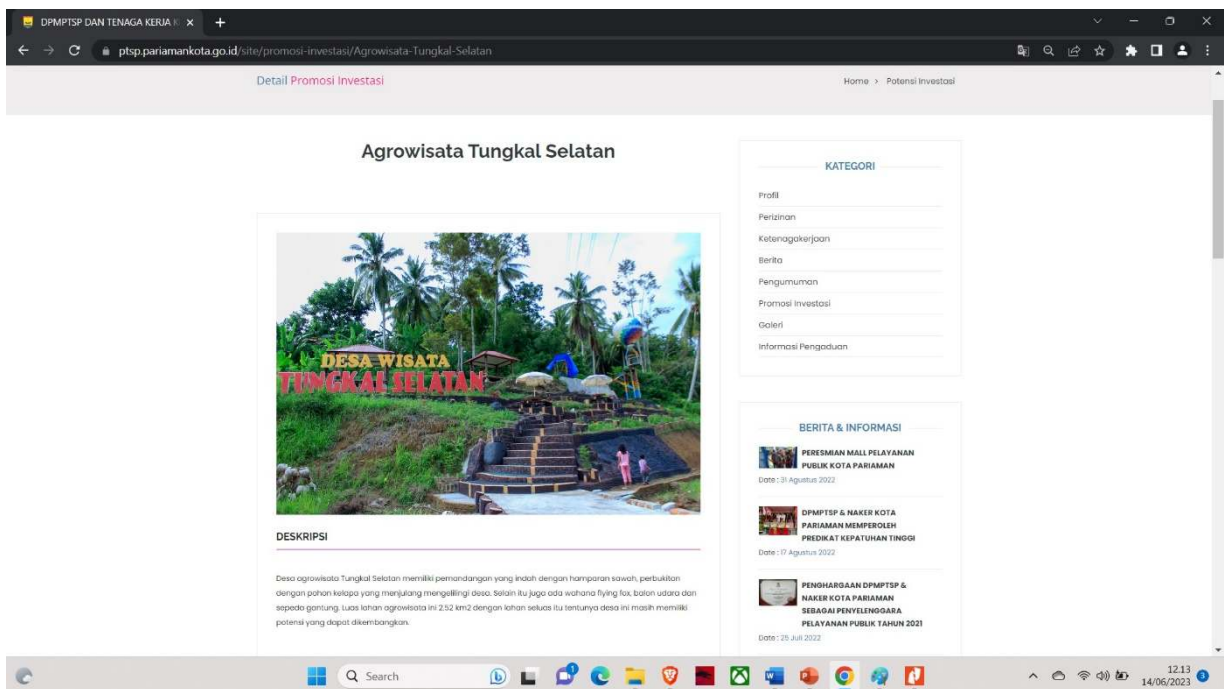 DPMPTSP DAN TENAGA KERJA K
ptsp.pariamankota.go.id/site/promosi-investasi/Agrowisata-Tungkal-Selatan
Detail Promosi Investasi
Home > Potensi Investasi
Agrowisata Tungkal Selatan
DESA WISATA
TUNGKAL SELATAN
DESKRIPSI
Desa agrowisata Tungkal Selatan memiliki pemandangan yang indah dengan hamparan sawah, perbukitan
dengan pohon kelapa yang menjulang mengelilingi desa. Selain itu juga ada wahana flying fox, balon udara dan
sepeda gantung. Luas lahan agrowisata ini 2.52 km2 dengan lahan seluas itu tentunya desa ini masih memiliki
potensi yang dapat dikembangkan.
KATEGORI
Profil
Perizinan
Ketenagakerjaan
Berita
Pengumuman
Promosi Investasi
Galeri
Informasi Pengaduan
BERITA & INFORMASI
PERESMIAN MALL PELAYANAN
PUBLIK KOTA PARIAMAN
Date : 31 Agustus 2022
DPMPTSP & NAKER KOTA
PARIAMAN MEMPEROLEH
PREDIKAT KEPATUHAN TINGGI
Date : 17 Agustus 2022
PENGHARGAAN DPMPTSP &
NAKER KOTA PARIAMAN
SEBAGAI PENYELENGGARA
PELAYANAN PUBLIK TAHUN 2021
Date : 25 Juli 2022
Search
12.13
14/06/2023